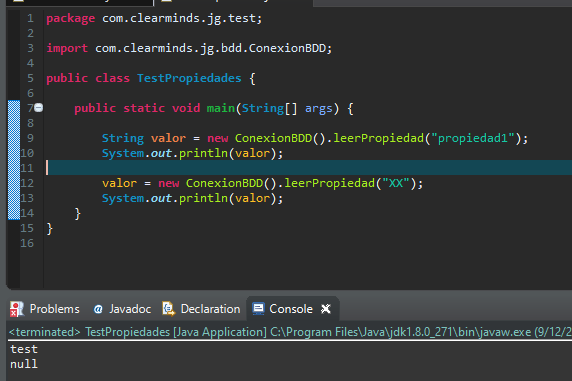 1 package com.clearminds.jg.test;
2
3 import com.clearminds.jg.bdd.ConexionBDD;
4
5 public class TestPropiedades {
6
7 public static void main(String[] args) {
8
9 String valor = new ConexionBDD().leerPropiedad("propiedad1");
10 System.out.println(valor);
11
12 valor = new ConexionBDD().leerPropiedad("XX");
13 System.out.println(valor);
14 }
15 }
16
Problems @ Javadoc Declaration Console
<terminated> TestPropiedades [Java Application] C:\Program Files\Java\jdk1.8.0_271\bin\javaw.exe (9/12/2
test
null